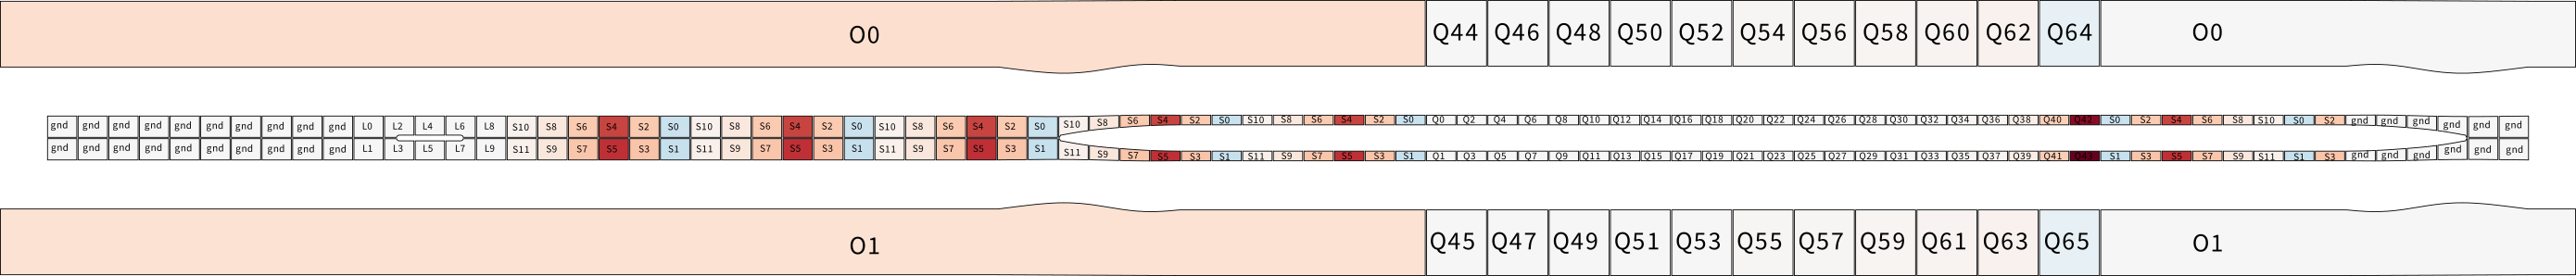 O0 Q44 Q46 Q48 Q50 Q52 Q54 Q56 Q58 Q60 Q62 Q64 O0
gnd gnd gnd gnd gnd gnd gnd gnd gnd gnd L0 L2 L4 L6 L8 S10 S8 S6 S4 S2 S0 S10 S8 S6 S4 S2 S0 S10 S8 S6 S4 S2 S0 S10 S8 S6 S4 S2 S0 S10 S8 S6 S4 S2 S0 Q0 Q2 Q4 Q6 Q8 Q10 Q12 Q14 Q16 Q18 Q20 Q22 Q24 Q26 Q28 Q30 Q32 Q34 Q36 Q38 Q40 Q42 S0 S2 S4 S6 S8 S10 S0 S2 gnd gnd gnd gnd gnd gnd
gnd gnd gnd gnd gnd gnd gnd gnd gnd gnd L1 L3 L5 L7 L9 S11 S9 S7 S5 S3 S1 S11 S9 S7 S5 S3 S1 S11 S9 S7 S5 S3 S1 S11 S9 S7 S5 S3 S1 S11 S9 S7 S5 S3 S1 Q1 Q3 Q5 Q7 Q9 Q11 Q13 Q15 Q17 Q19 Q21 Q23 Q25 Q27 Q29 Q31 Q33 Q35 Q37 Q39 Q41 Q43 S1 S3 S5 S7 S9 S11 S1 S3 gnd gnd gnd gnd gnd gnd
O1 Q45 Q47 Q49 Q51 Q53 Q55 Q57 Q59 Q61 Q63 Q65 O1